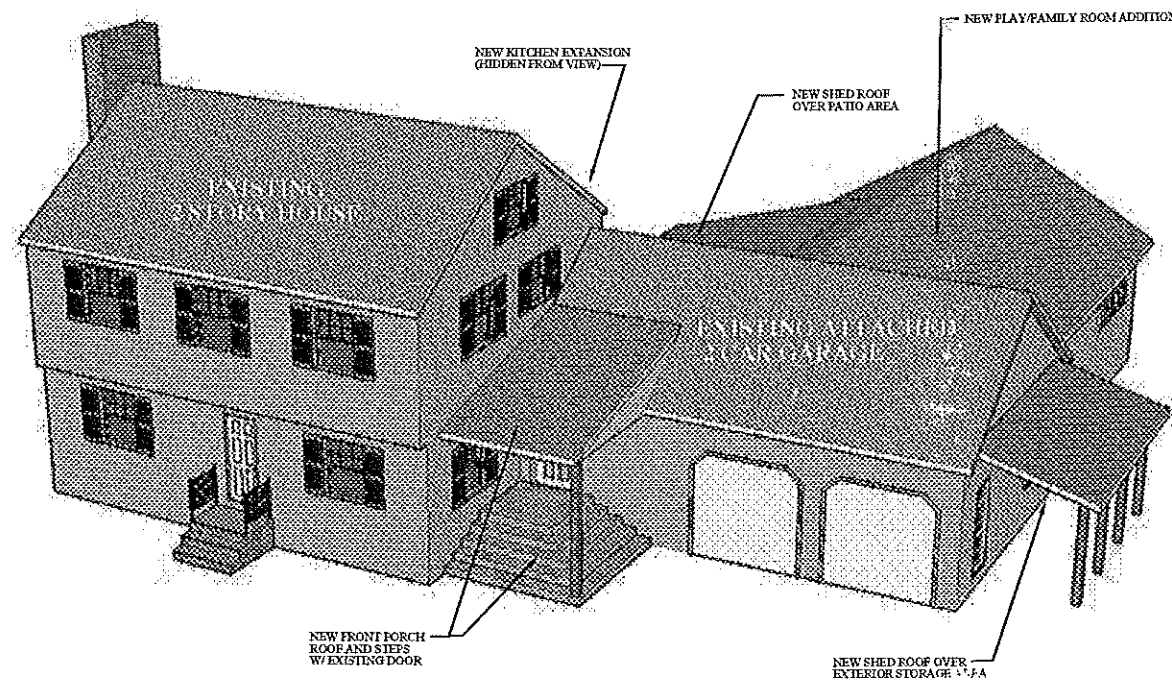 NEW PLAY/FAMILY ROOM ADDITION
NEW KITCHEN EXPANSION
(HIDDEN FROM VIEW)
NEW SHED ROOF
OVER PATIO AREA
EXISTING
2 STORY HOUSE
EXISTING ATTACHED
2 CAR GARAGE
NEW FRONT PORCH
ROOF AND STEPS
W/ EXISTING DOOR
NEW SHED ROOF OVER
EXTERIOR STORAGE